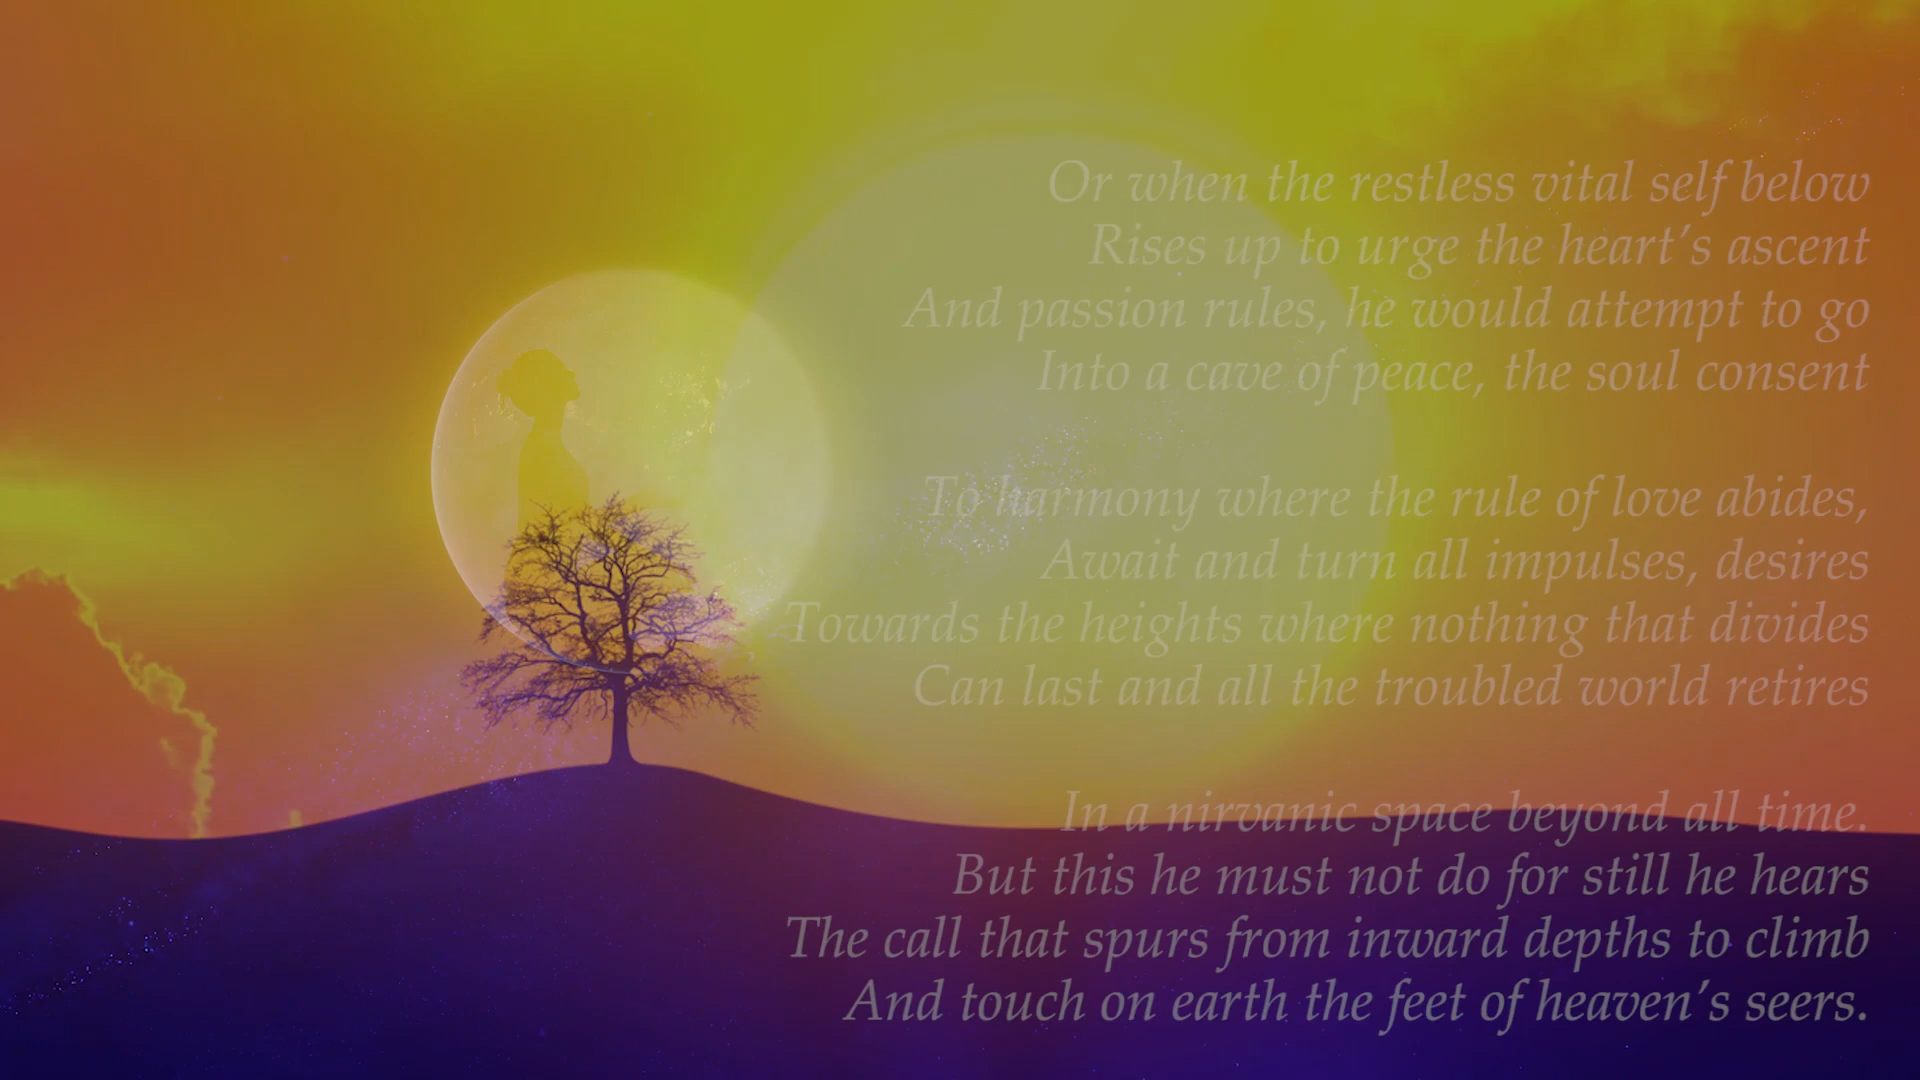 Or when the restless vital self below
Rises up to urge the heart’s ascent
And passion rules, he would attempt to go
Into a cave of peace, the soul consent
To harmony where the rule of love abides,
Await and turn all impulses, desires
Towards the heights where nothing that divides
Can last and all the troubled world retires
In a nirvanic space beyond all time.
But this he must not do for still he hears
The call that spurs from inward depths to climb
And touch on earth the feet of heaven’s seers.